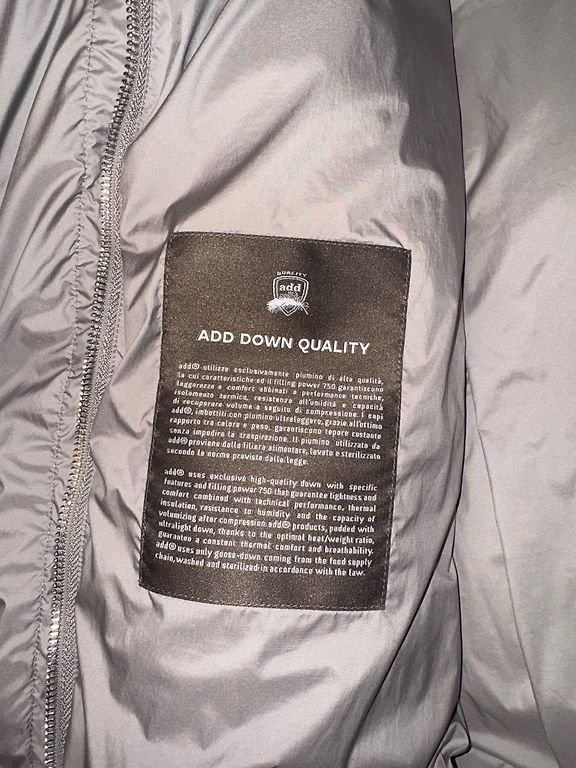 QUALITY
add
ADD DOWN QUALITY
add® utilizza esclusivamente piumino di alta qualità,
le cui caratteristiche ed il filling power 750 garantiscono
leggerezza e comfort abbinati a performance tecniche,
isolamento termico, resistenza all'umidità e capacità
di recuperare volume a seguito di compressione. I capi
add®, imbottiti con piumino ultraleggero, grazie all'ottimo
rapporto tra calore e peso, garantiscono tepore costante
senza impedire la traspirazione. Il piumino utilizzato da
add® proviene dalla filiera alimentare, lavato e sterilizzato
secondo le norme previste dalla legge.
add® uses exclusive high-quality down with specific
features and filling power 750 that guarantee lightness and
comfort combined with technical performance, thermal
insulation, resistance to humidity and the capacity of
volumizing after compression add® products, padded with
ultralight down, thanks to the optimal heat/weight ratio,
guarantee a constant thermal comfort and breathability.
add® uses only goose-down coming from the food supply
chain, washed and sterilized in accordance with the law.